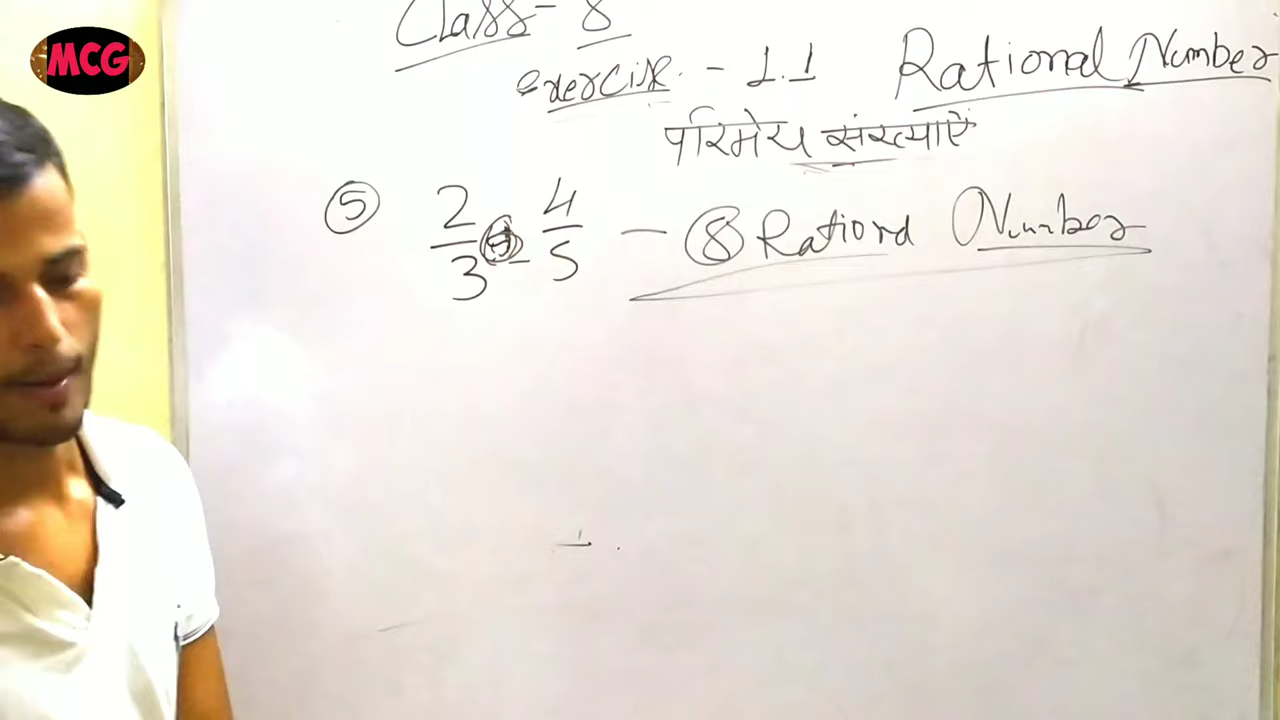 MCG
Class - 8
exercise. - 1.1 Rational Number
परिमेय संख्याऐं
⑤ 2/3 4/5 — ⑧ Rational Number